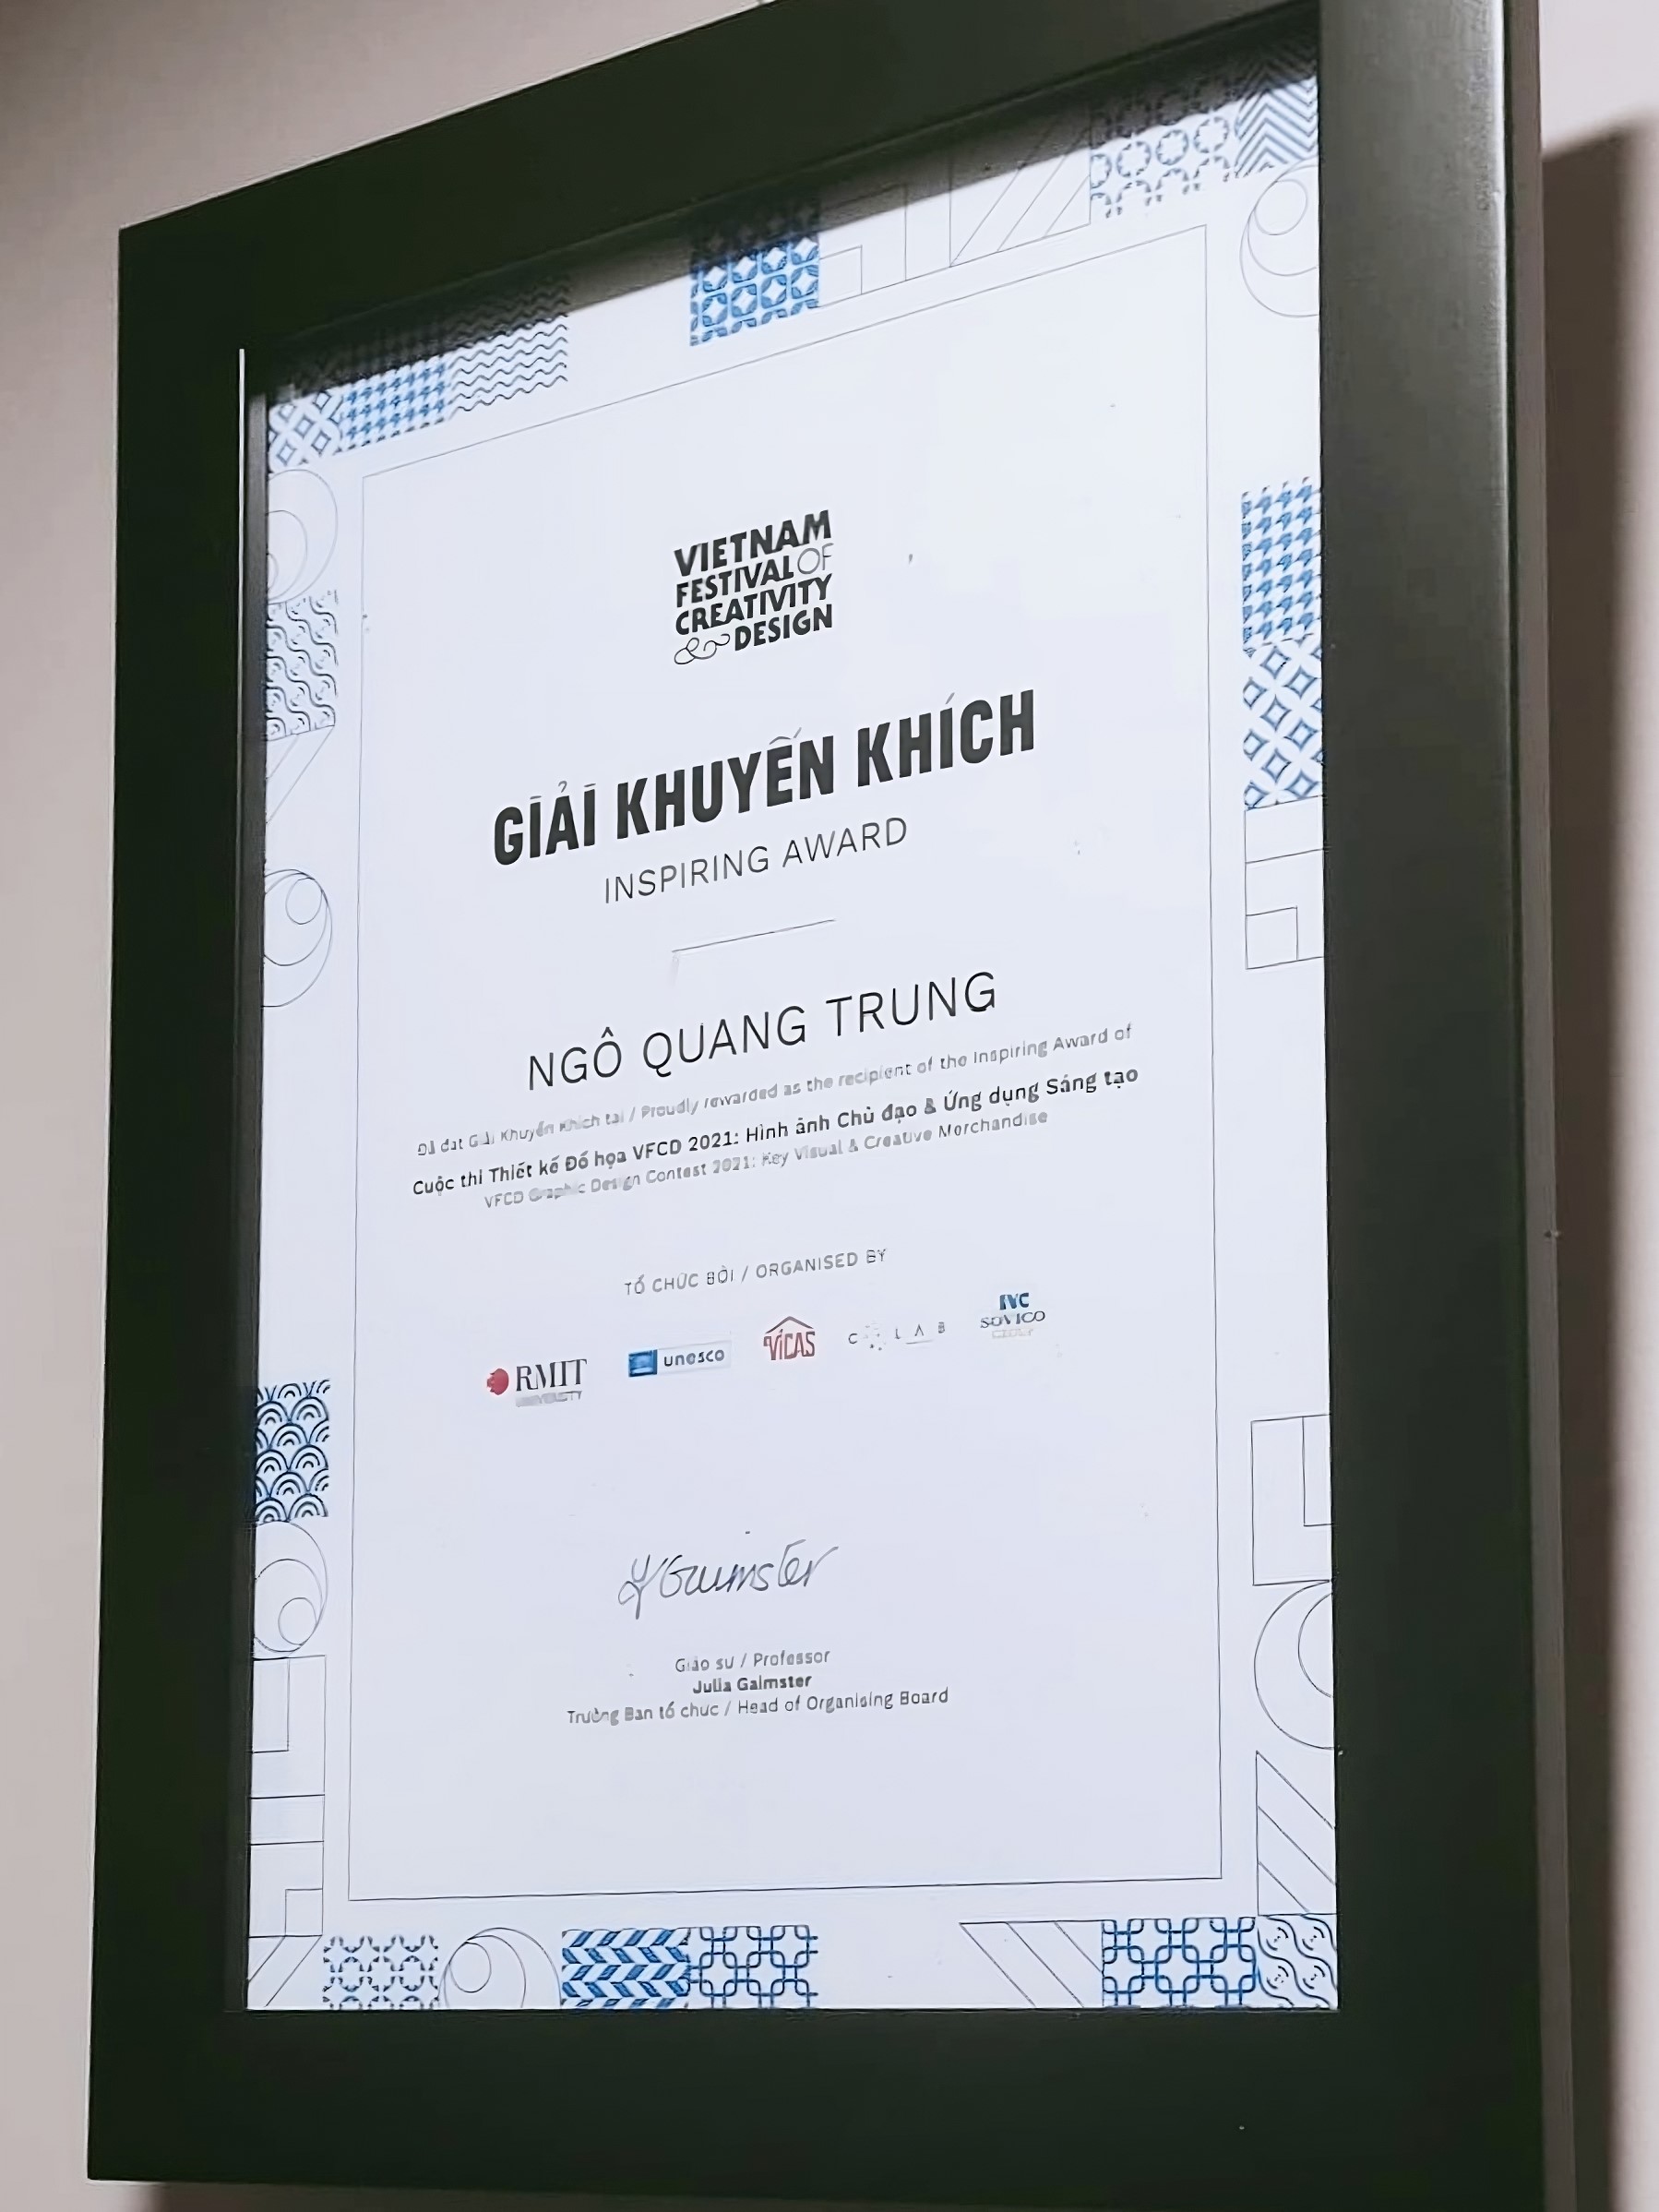 VIETNAM
FESTIVAL OF
CREATIVITY
& DESIGN
GIẢI KHUYẾN KHÍCH
INSPIRING AWARD
NGÔ QUANG TRUNG
Đã đạt Giải Khuyến Khích tại / Proudly rewarded as the recipient of the Inspiring Award of
Cuộc thi Thiết kế Đồ họa VFCD 2021: Hình ảnh Chủ đạo & Ứng dụng Sáng tạo
VFCD Graphic Design Contest 2021: Key Visual & Creative Merchandise
TỔ CHỨC BỞI / ORGANISED BY
RMIT
UNIVERSITY
unesco
VICAS
C LAB
SOVICO
Giáo sư / Professor
Julia Gaimster
Trưởng Ban tổ chức / Head of Organising Board